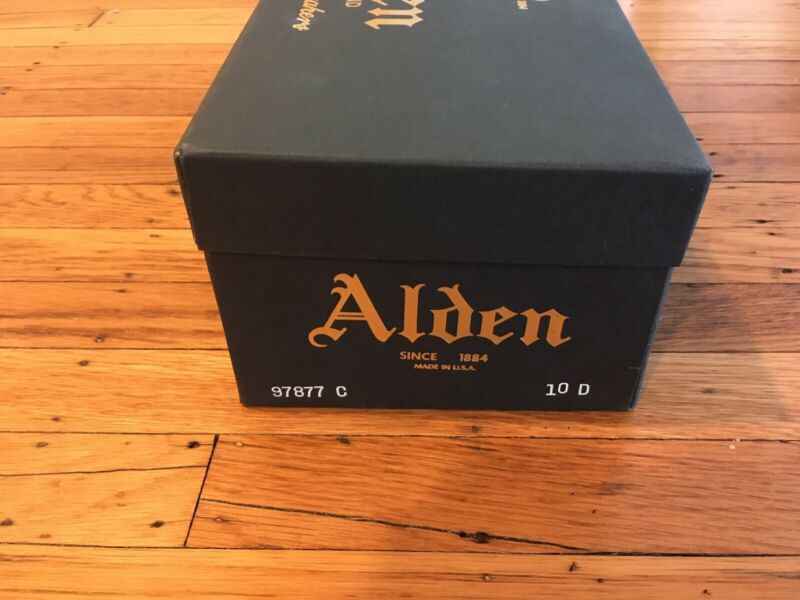 Alden
SINCE 1884
MADE IN U.S.A.
97877 C
10 D